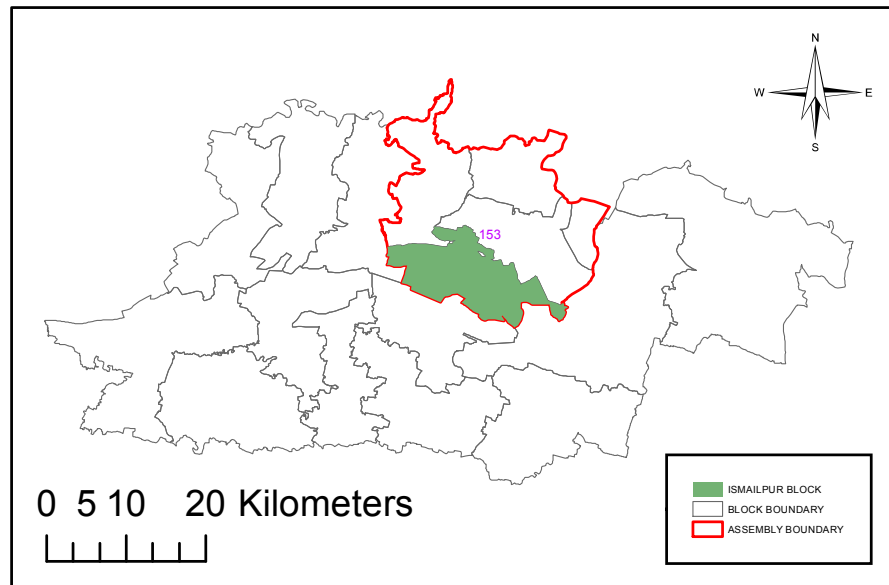 N
W E
S
153
0 5 10 20 Kilometers
ISMAILPUR BLOCK
BLOCK BOUNDARY
ASSEMBLY BOUNDARY